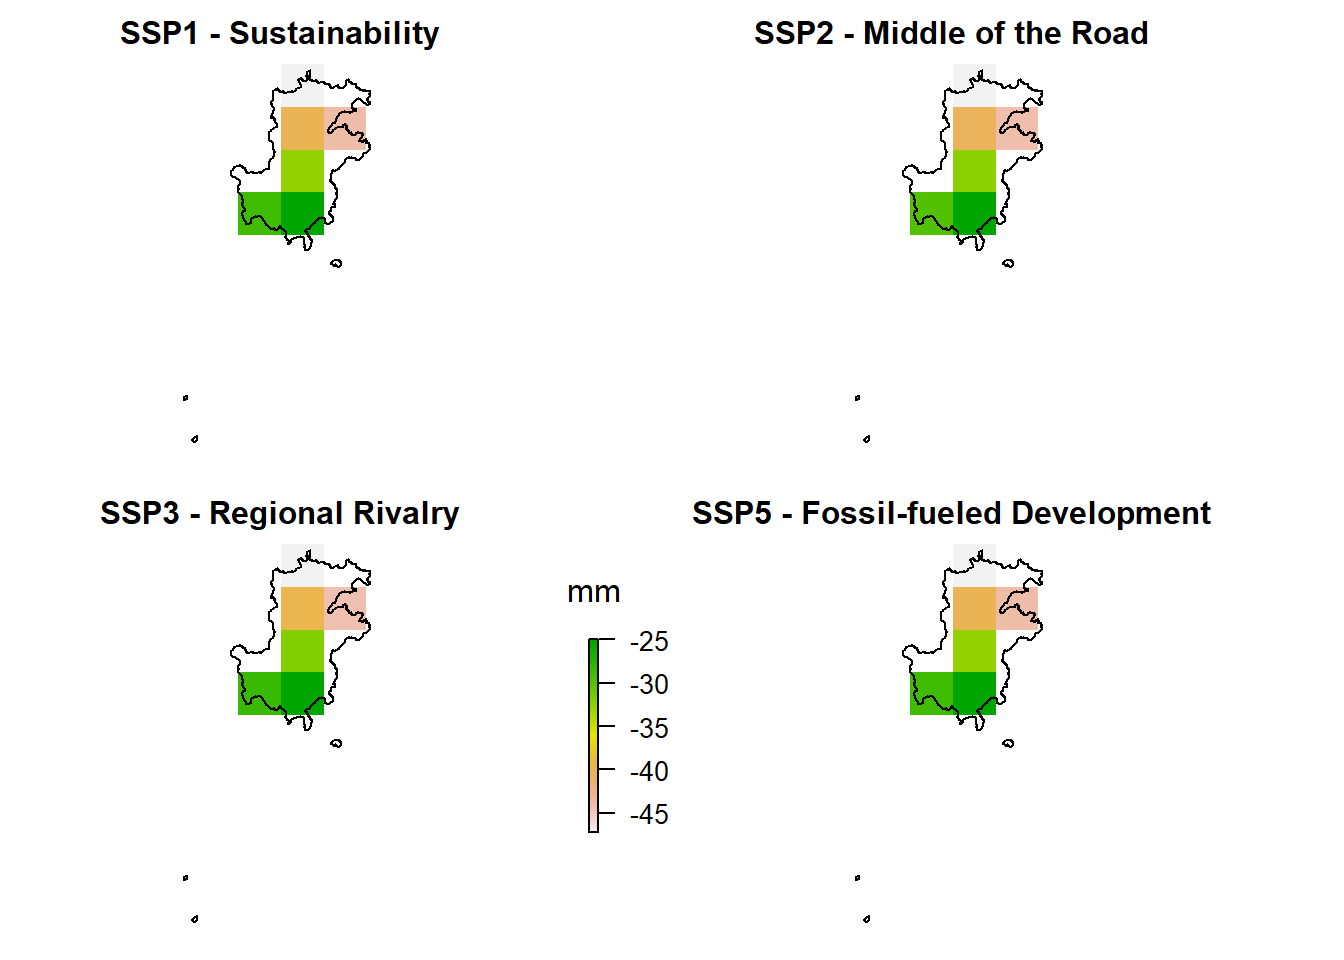 SSP1 - Sustainability
SSP2 - Middle of the Road
SSP3 - Regional Rivalry
SSP5 - Fossil-fueled Development
mm
-25
-30
-35
-40
-45